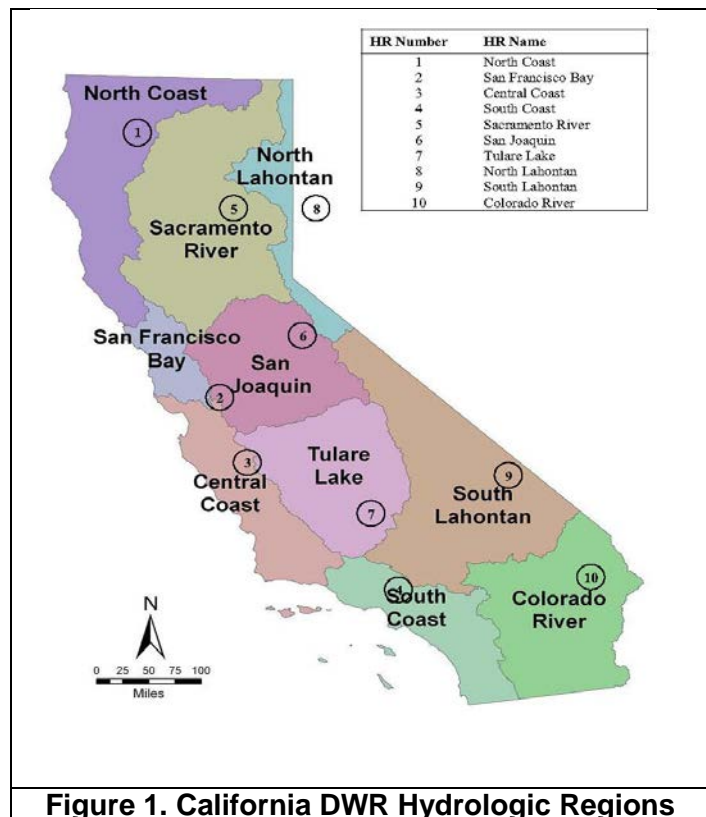 HR Number HR Name
1 North Coast
2 San Francisco Bay
3 Central Coast
4 South Coast
5 Sacramento River
6 San Joaquin
7 Tulare Lake
8 North Lahontan
9 South Lahontan
10 Colorado River
North Coast
1
North
Lahontan
5
8
Sacramento
River
San Francisco
Bay
6
San
Joaquin
2
Tulare
Lake
3
Central
Coast
7
9
South
Lahontan
4
South
Coast
10
Colorado
River
N
0 25 50 75 100
Miles
Figure 1. California DWR Hydrologic Regions